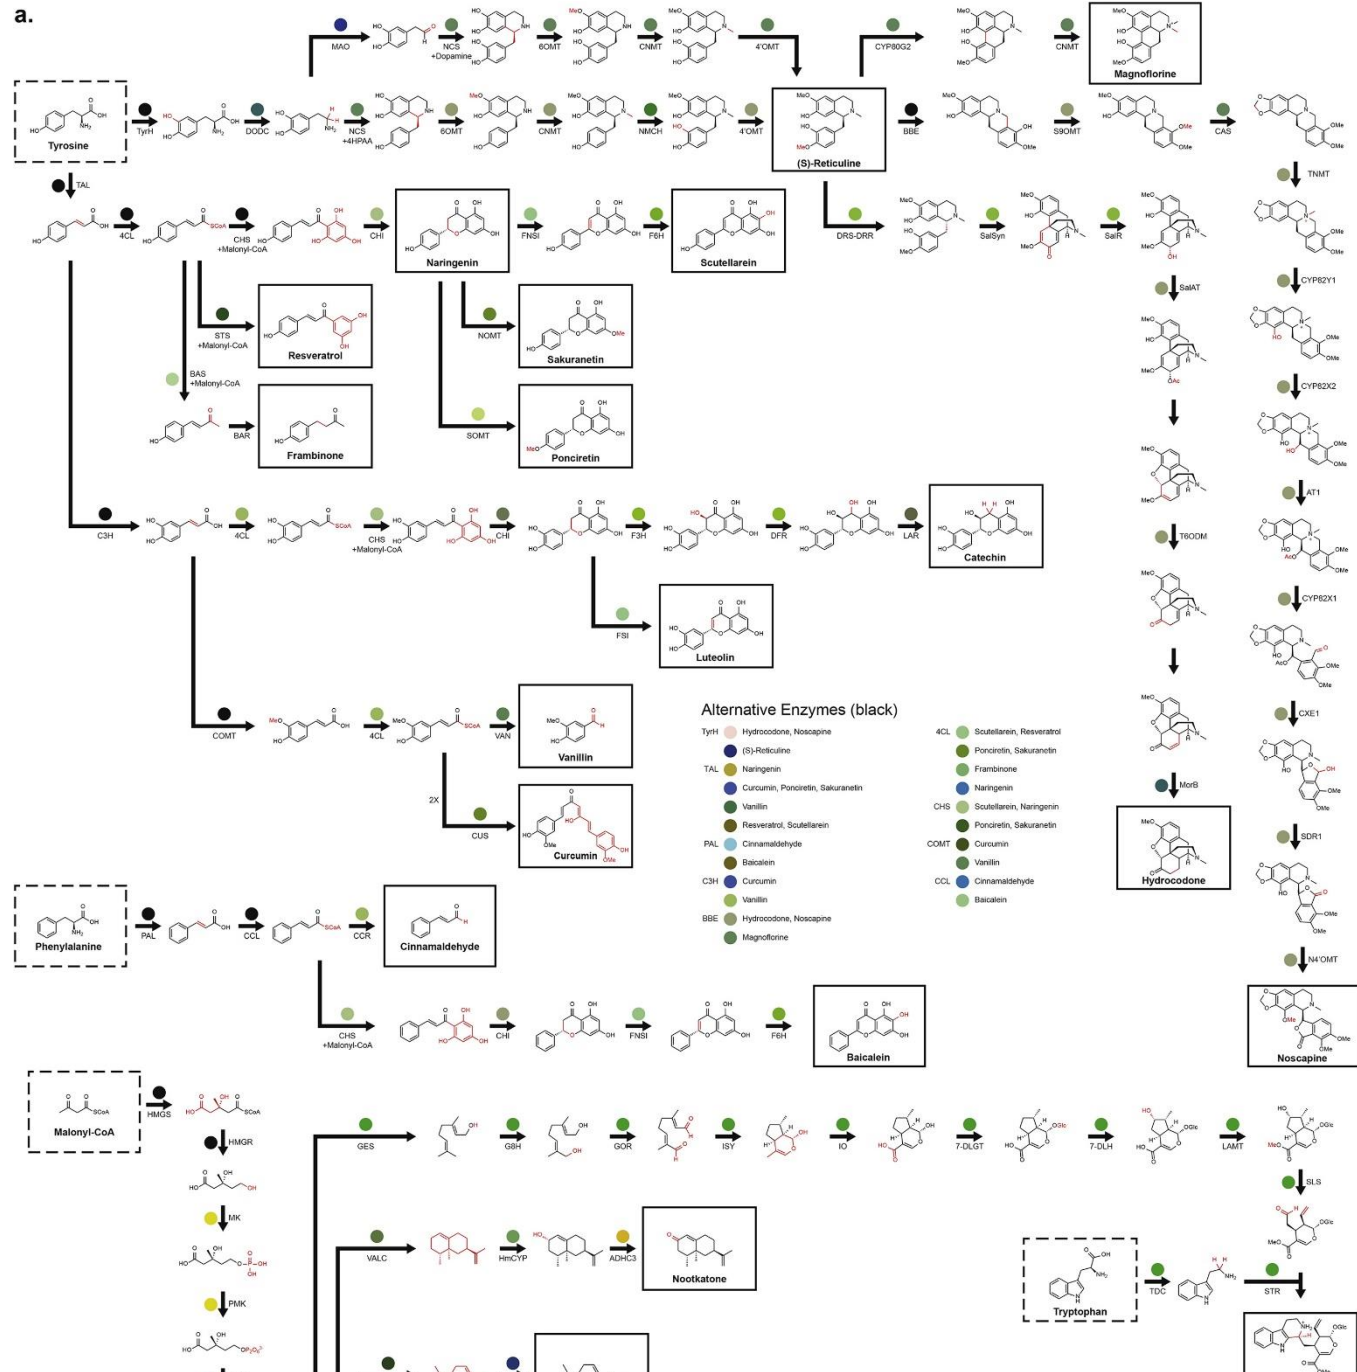 a.
MAO
NCS
+Dopamine
6OMT
CNMT
4'OMT
CYP80G2
CNMT
Magnoflorine
Tyrosine
TyrH
DODC
NCS
+4HPAA
6OMT
CNMT
NMCH
4'OMT
(S)-Reticuline
BBE
S9OMT
CAS
TNMT
TAL
4CL
CHS
+Malonyl-CoA
CHI
Naringenin
FNSI
F6H
Scutellarein
DRS-DRR
SalSyn
SalR
CYP82Y1
SalAT
STS
+Malonyl-CoA
Resveratrol
NOMT
Sakuranetin
BAS
+Malonyl-CoA
BAR
Frambinone
SOMT
Ponciretin
CYP82X2
AT1
C3H
4CL
CHS
+Malonyl-CoA
CHI
F3H
DFR
LAR
Catechin
T6ODM
CYP82X1
FSI
Luteolin
COMT
4CL
VAN
Vanillin
CXE1
2X
CUS
Curcumin
MorB
Hydrocodone
SDR1
Alternative Enzymes (black)
TyrH Hydrocodone, Noscapine
(S)-Reticuline
TAL Naringenin
Curcumin, Ponciretin, Sakuranetin
Vanillin
Resveratrol, Scutellarein
PAL Cinnamaldehyde
Baicalein
C3H Curcumin
Vanillin
BBE Hydrocodone, Noscapine
Magnoflorine
4CL Scutellarein, Resveratrol
Ponciretin, Sakuranetin
Frambinone
Naringenin
CHS Scutellarein, Naringenin
Ponciretin, Sakuranetin
COMT Curcumin
Vanillin
CCL Cinnamaldehyde
Baicalein
Phenylalanine
PAL
CCL
CCR
Cinnamaldehyde
N4'OMT
Noscapine
CHS
+Malonyl-CoA
CHI
FNSI
F6H
Baicalein
Malonyl-CoA
HMGS
HMGR
MK
PMK
GES
G8H
GOR
ISY
IO
7-DLGT
7-DLH
LAMT
SLS
VALC
HmCYP
ADHC3
Nootkatone
Tryptophan
TDC
STR